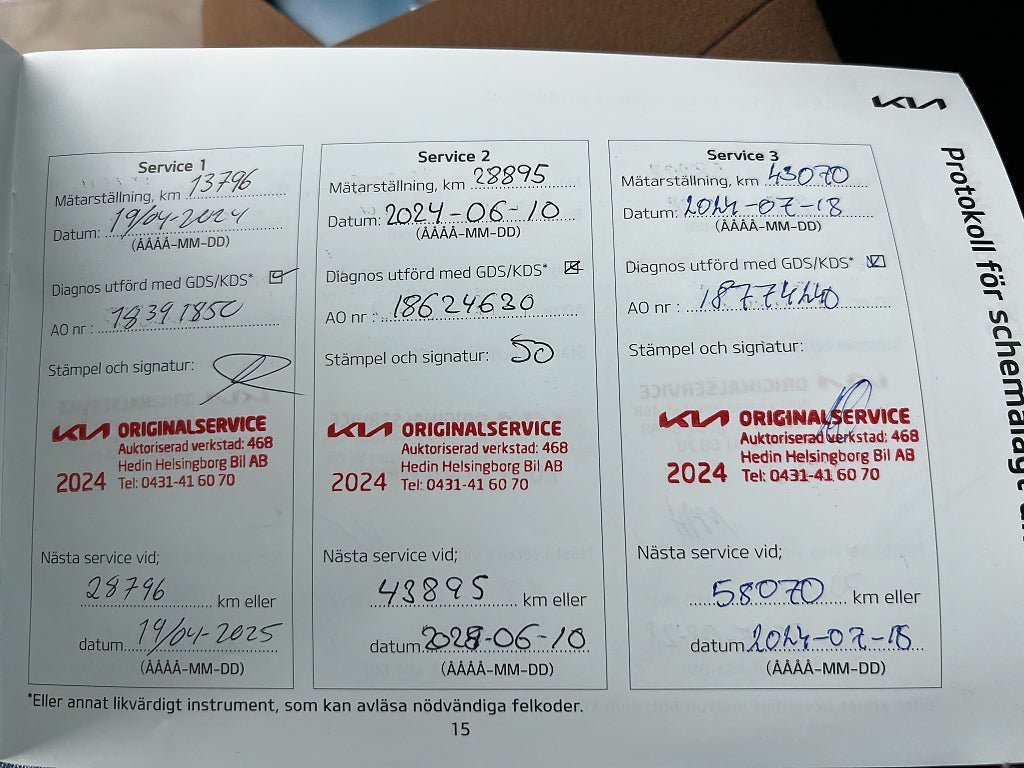 KIA
Protokoll för schemalagt
Service 1
Mätarställning, km 13796
Datum: 19/04-2024
(ÅÅÅÅ-MM-DD)
Diagnos utförd med GDS/KDS*
AO nr : 18391850
Stämpel och signatur:
KIA ORIGINALSERVICE
Auktoriserad verkstad: 468
Hedin Helsingborg Bil AB
2024 Tel: 0431-41 60 70
Nästa service vid;
28796 km eller
datum 19/04-2025
(ÅÅÅÅ-MM-DD)
Service 2
Mätarställning, km 28895
Datum: 2024-06-10
(ÅÅÅÅ-MM-DD)
Diagnos utförd med GDS/KDS*
AO nr : 18624630
Stämpel och signatur: SO
KIA ORIGINALSERVICE
Auktoriserad verkstad: 468
Hedin Helsingborg Bil AB
2024 Tel: 0431-41 60 70
Nästa service vid;
43895 km eller
datum 2028-06-10
(ÅÅÅÅ-MM-DD)
Service 3
Mätarställning, km 43070
Datum: 2024-07-18
(ÅÅÅÅ-MM-DD)
Diagnos utförd med GDS/KDS*
AO nr : 18774440
Stämpel och signatur:
KIA ORIGINALSERVICE
Auktoriserad verkstad: 468
Hedin Helsingborg Bil AB
2024 Tel: 0431-41 60 70
Nästa service vid;
58070 km eller
datum 2024-07-18
(ÅÅÅÅ-MM-DD)
*Eller annat likvärdigt instrument, som kan avläsa nödvändiga felkoder.
15